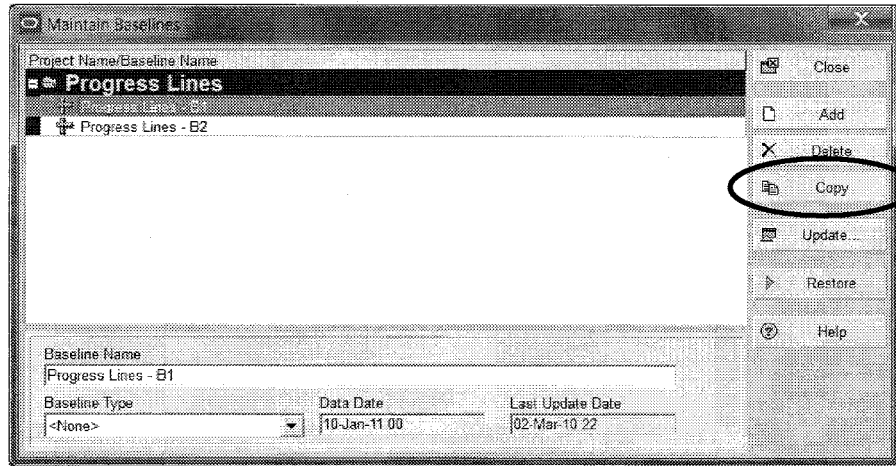 Maintain Baselines
Project Name/Baseline Name
Progress Lines
Progress Lines - B1
Progress Lines - B2
Close
Add
Delete
Copy
Update...
Restore
Help
Baseline Name
Progress Lines - B1
Baseline Type
Data Date
Last Update Date
<None>
10-Jan-11 00
02-Mar-10 22